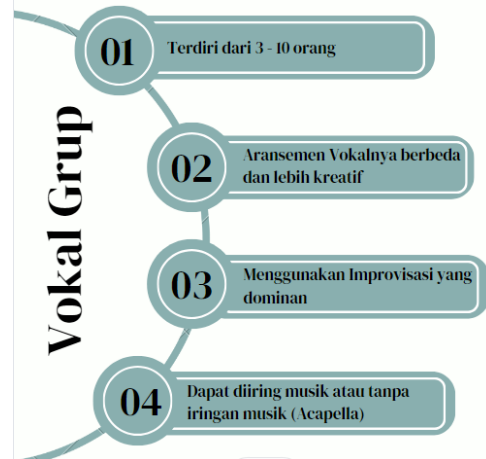 Vokal Grup
01
Terdiri dari 3 - 10 orang
02
Aransemen Vokalnya berbeda
dan lebih kreatif
03
Menggunakan Improvisasi yang
dominan
04
Dapat diiring musik atau tanpa
iringan musik (Acapella)